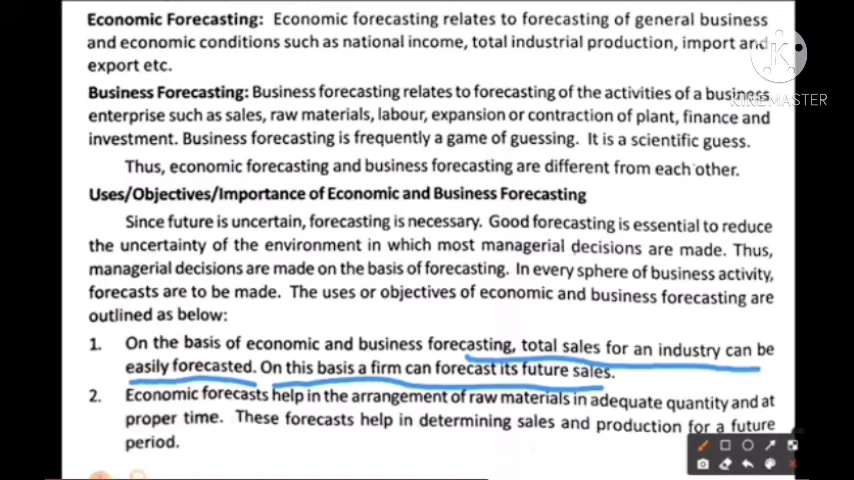 Economic Forecasting: Economic forecasting relates to forecasting of general business
and economic conditions such as national income, total industrial production, import and
export etc.
Business Forecasting: Business forecasting relates to forecasting of the activities of a business
KINEMASTER
enterprise such as sales, raw materials, labour, expansion or contraction of plant, finance and
investment. Business forecasting is frequently a game of guessing. It is a scientific guess.
Thus, economic forecasting and business forecasting are different from each other.
Uses/Objectives/Importance of Economic and Business Forecasting
Since future is uncertain, forecasting is necessary. Good forecasting is essential to reduce
the uncertainty of the environment in which most managerial decisions are made. Thus,
managerial decisions are made on the basis of forecasting. In every sphere of business activity,
forecasts are to be made. The uses or objectives of economic and business forecasting are
outlined as below:
1. On the basis of economic and business forecasting, total sales for an industry can be
easily forecasted. On this basis a firm can forecast its future sales.
2. Economic forecasts help in the arrangement of raw materials in adequate quantity and at
proper time. These forecasts help in determining sales and production for a future
period.